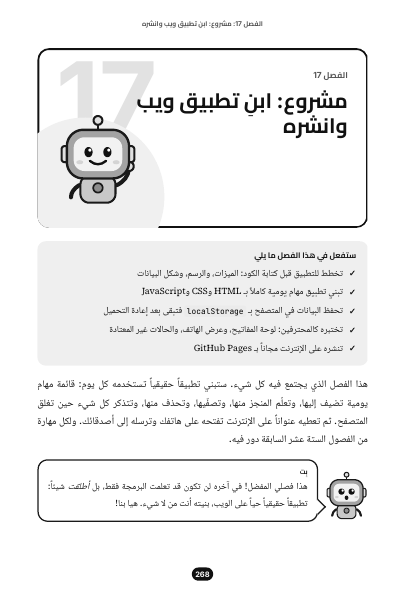 الفصل 17: مشروع: ابنِ تطبيق ويب وانشره
17
الفصل 17
مشروع: ابنِ تطبيق ويب
وانشره
ستفعل في هذا الفصل ما يلي
✓ تخطط للتطبيق قبل كتابة الكود: الميزات، والرسم، وشكل البيانات
✓ تبني تطبيق مهام يومية كاملاً بـ HTML وCSS وJavaScript
✓ تحفظ البيانات في المتصفح بـ localStorage فتبقى بعد إعادة التحميل
✓ تختبره كالمحترفين: لوحة المفاتيح، وعرض الهاتف، والحالات غير المعتادة
✓ تنشره على الإنترنت مجاناً بـ GitHub Pages
هذا الفصل الذي يجتمع فيه كل شيء. ستبني تطبيقاً حقيقياً تستخدمه كل يوم: قائمة مهام
يومية تضيف إليها، وتعلّم المنجز منها، وتصفّيها، وتحذف منها، وتتذكر كل شيء حين تغلق
المتصفح. ثم تعطيه عنواناً على الإنترنت تفتحه على هاتفك وترسله إلى أصدقائك. ولكل مهارة
من الفصول الستة عشر السابقة دور فيه.
بت
هذا فصلي المفضل! في آخره لن تكون قد تعلمت البرمجة فقط، بل أطلقت شيئاً:
تطبيقاً حقيقياً حياً على الويب، بنيته أنت من لا شيء. هيا بنا!
268